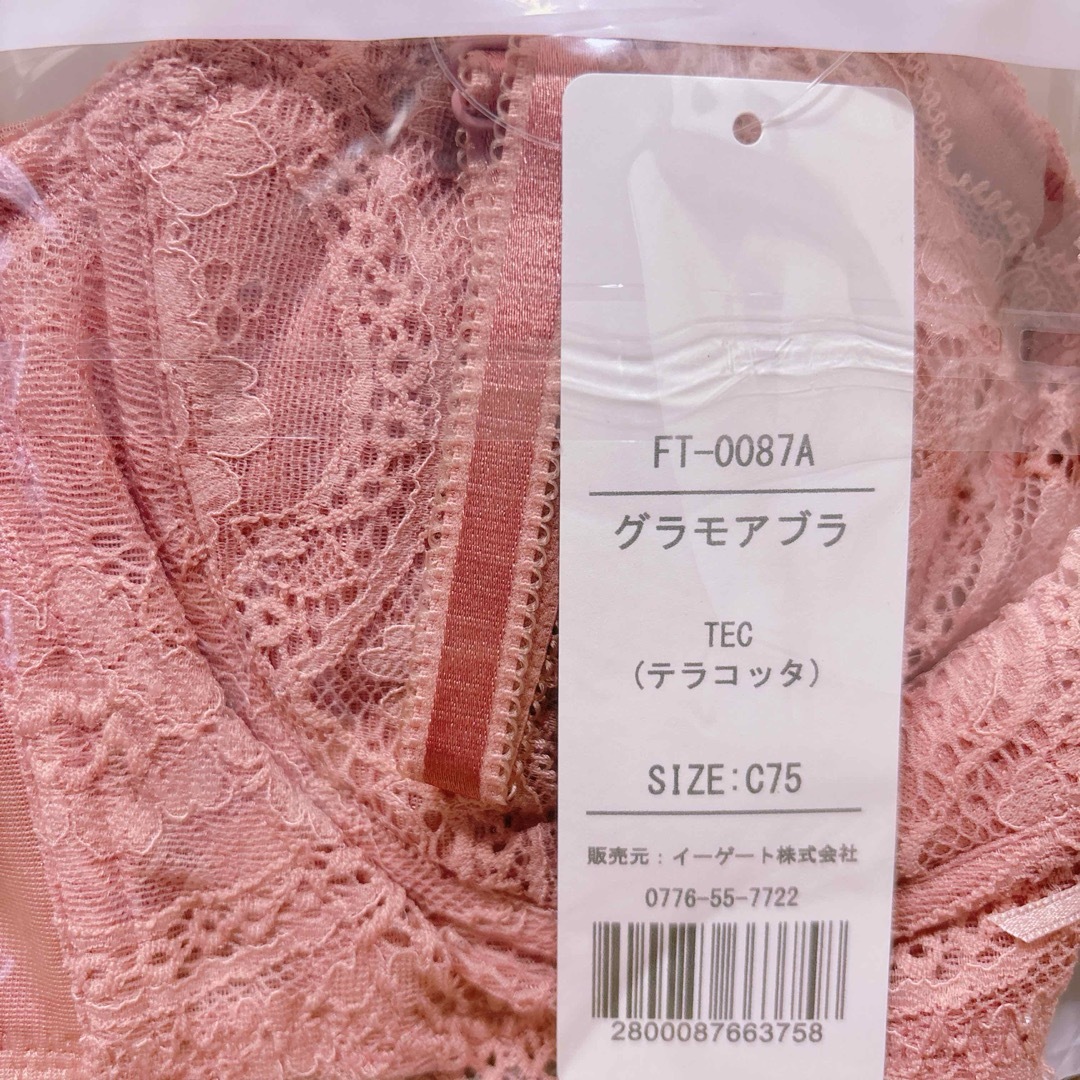 FT-0087A
グラモアブラ
TEC
(テラコッタ)
SIZE:C75
販売元：イーゲート株式会社
0776-55-7722
2800087663758